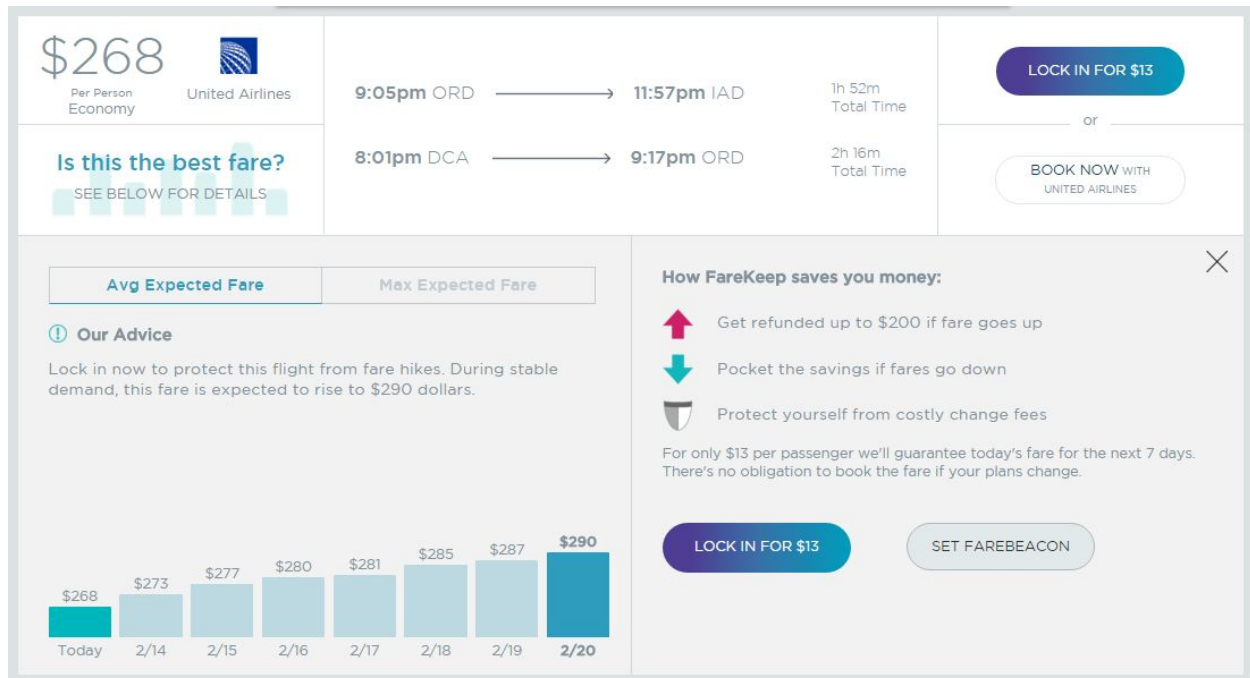 $268
Per Person
Economy
United Airlines
9:05pm ORD
11:57pm IAD
1h 52m
Total Time
LOCK IN FOR $13
or
Is this the best fare?
SEE BELOW FOR DETAILS
8:01pm DCA
9:17pm ORD
2h 16m
Total Time
BOOK NOW WITH
UNITED AIRLINES
Avg Expected Fare
Max Expected Fare
Our Advice
Lock in now to protect this flight from fare hikes. During stable
demand, this fare is expected to rise to $290 dollars.
$268
$273
$277
$280
$281
$285
$287
$290
Today
2/14
2/15
2/16
2/17
2/18
2/19
2/20
How FareKeep saves you money:
Get refunded up to $200 if fare goes up
Pocket the savings if fares go down
Protect yourself from costly change fees
For only $13 per passenger we'll guarantee today's fare for the next 7 days.
There's no obligation to book the fare if your plans change.
LOCK IN FOR $13
SET FAREBEACON